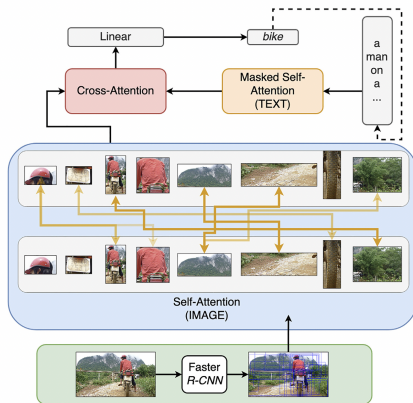 Linear
bike
a
man
on
a
...
Cross-Attention
Masked Self-
Attention
(TEXT)
Self-Attention
(IMAGE)
Faster
R-CNN